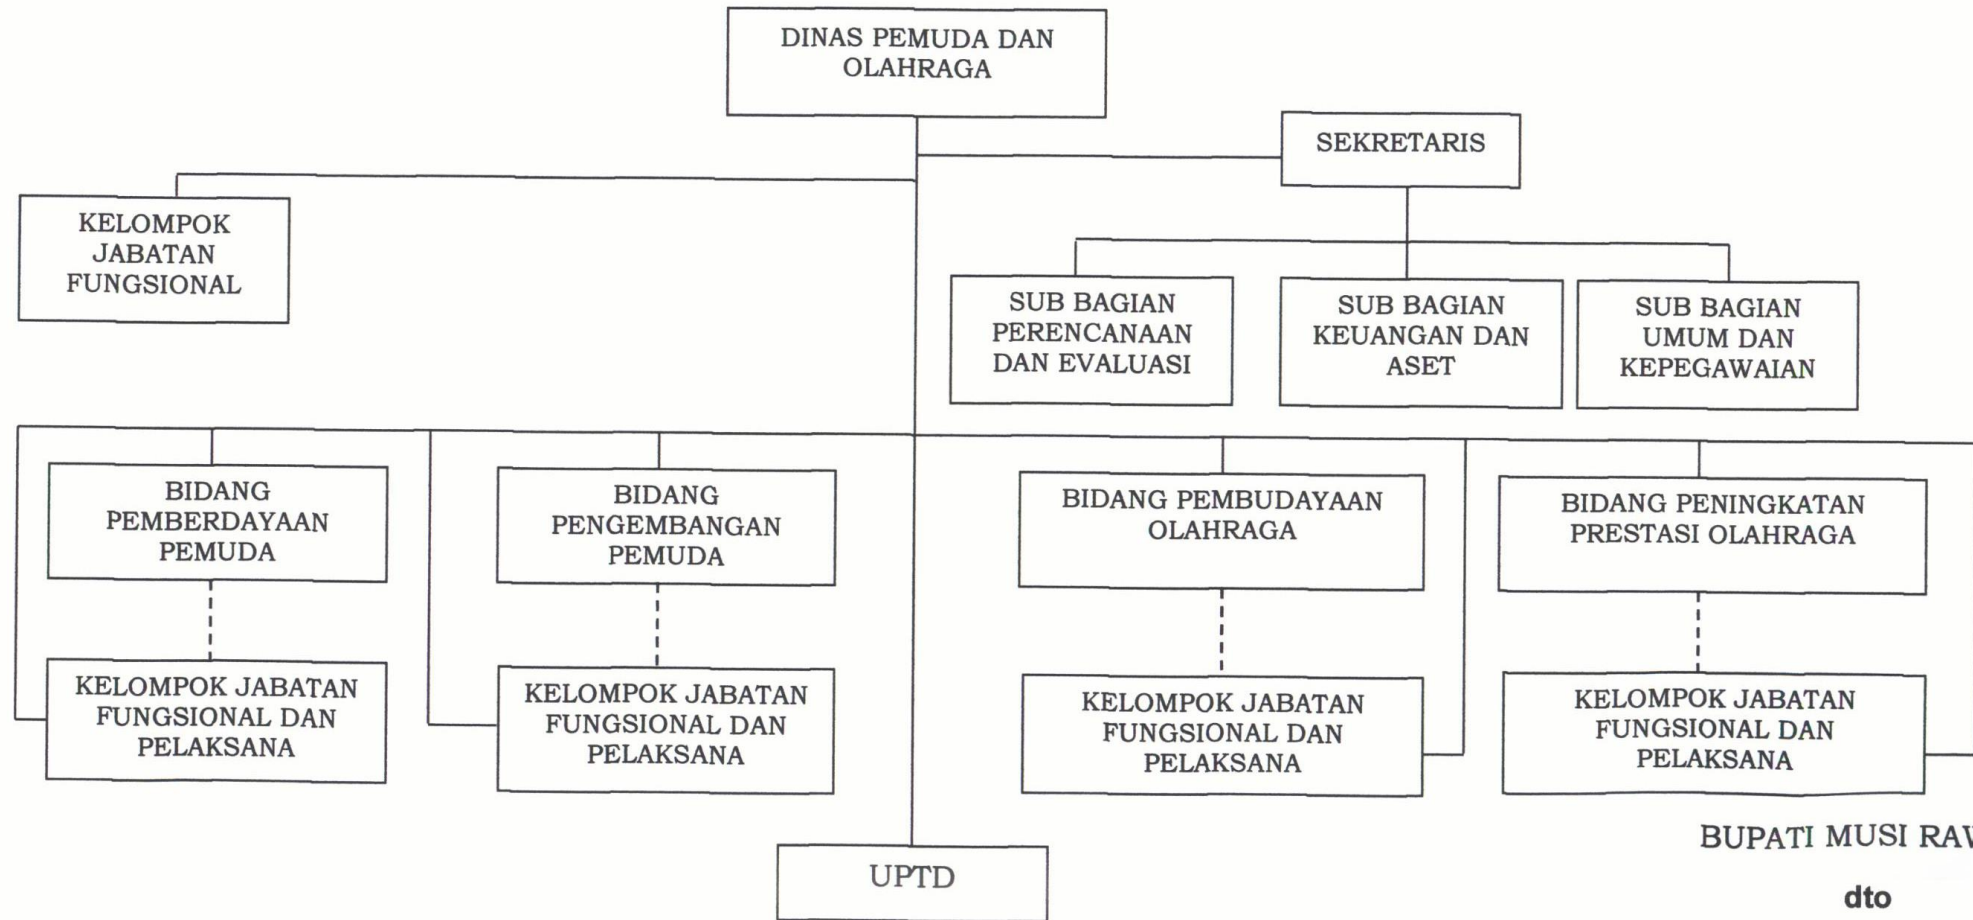 DINAS PEMUDA DAN
OLAHRAGA
SEKRETARIS
KELOMPOK
JABATAN
FUNGSIONAL
SUB BAGIAN
PERENCANAAN
DAN EVALUASI
SUB BAGIAN
KEUANGAN DAN
ASET
SUB BAGIAN
UMUM DAN
KEPEGAWAIAN
BIDANG
PEMBERDAYAAN
PEMUDA
BIDANG
PENGEMBANGAN
PEMUDA
BIDANG PEMBUDAYAAN
OLAHRAGA
BIDANG PENINGKATAN
PRESTASI OLAHRAGA
KELOMPOK JABATAN
FUNGSIONAL DAN
PELAKSANA
KELOMPOK JABATAN
FUNGSIONAL DAN
PELAKSANA
KELOMPOK JABATAN
FUNGSIONAL DAN
PELAKSANA
KELOMPOK JABATAN
FUNGSIONAL DAN
PELAKSANA
UPTD
BUPATI MUSI
dto